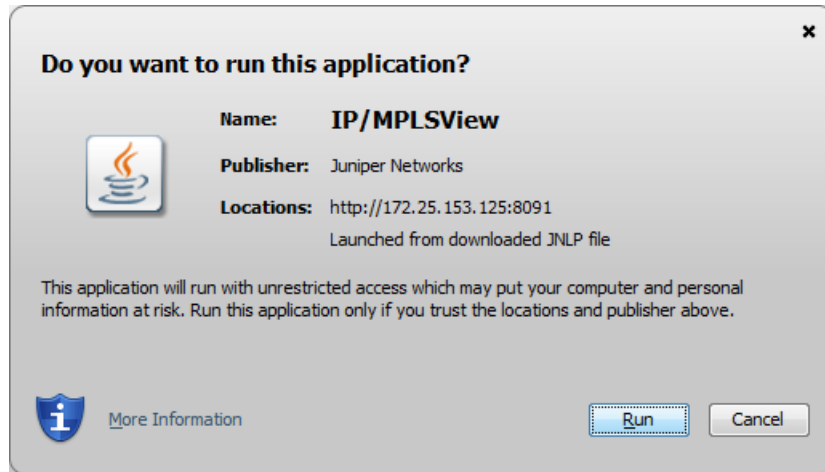 Do you want to run this application?
Name: IP/MPLSView
Publisher: Juniper Networks
Locations: http://172.25.153.125:8091
Launched from downloaded JNLP file
This application will run with unrestricted access which may put your computer and personal
information at risk. Run this application only if you trust the locations and publisher above.
More Information
Run
Cancel